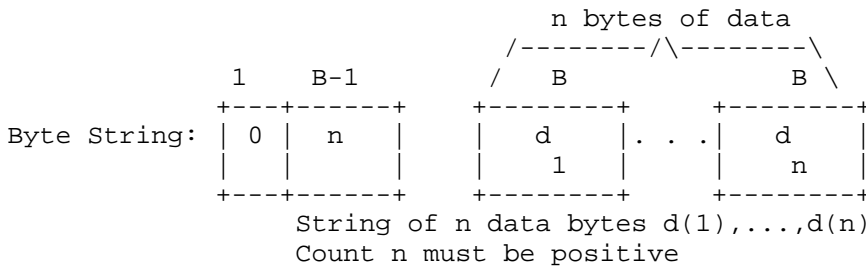 n bytes of data
                                    /--------/\--------\
                 1    B-1          /    B                B \
               +---+------+     +--------+      +--------+
Byte String:   | 0 |  n   |     |   d    |. . .|   d    |
               |   |      |     |    1   |      |    n   |
               +---+------+     +--------+      +--------+
                    String of n data bytes d(1),...,d(n)
                    Count n must be positive